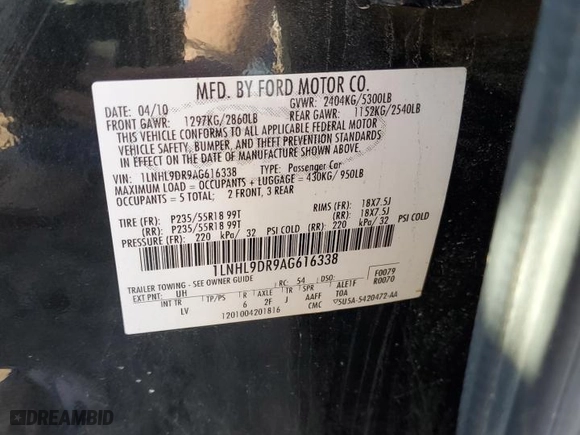 MFD. BY FORD MOTOR CO.
DATE: 04/10 GVWR: 2404KG/5300LB
FRONT GAWR: 1297KG/2860LB REAR GAWR: 1152KG/2540LB
THIS VEHICLE CONFORMS TO ALL APPLICABLE FEDERAL MOTOR
VEHICLE SAFETY, BUMPER, AND THEFT PREVENTION STANDARDS
IN EFFECT ON THE DATE OF MANUFACTURE SHOWN ABOVE.
VIN: 1LNHL9DR9AG616338 TYPE: Passenger Car
MAXIMUM LOAD = OCCUPANTS + LUGGAGE = 430KG/ 950LB
OCCUPANTS = 5 TOTAL; 2 FRONT, 3 REAR
TIRE (FR): P235/55R18 99T RIMS (FR): 18X7.5J
(RR): P235/55R18 99T (RR): 18X7.5J
PRESSURE (FR): 220 kPa/ 32 PSI COLD
(RR): 220 kPa/ 32 PSI COLD
1LNHL9DR9AG616338
F0079
R0070
TRAILER TOWING - SEE OWNER GUIDE RC: 54 DSO:
EXT PNT: UH ALE1F
INT TR TP/PS R AXLE TR SPR TOA
LV 6 2F J AAFF
1201004201816 CMC 5U5A-5420472-AA
DREAMBID